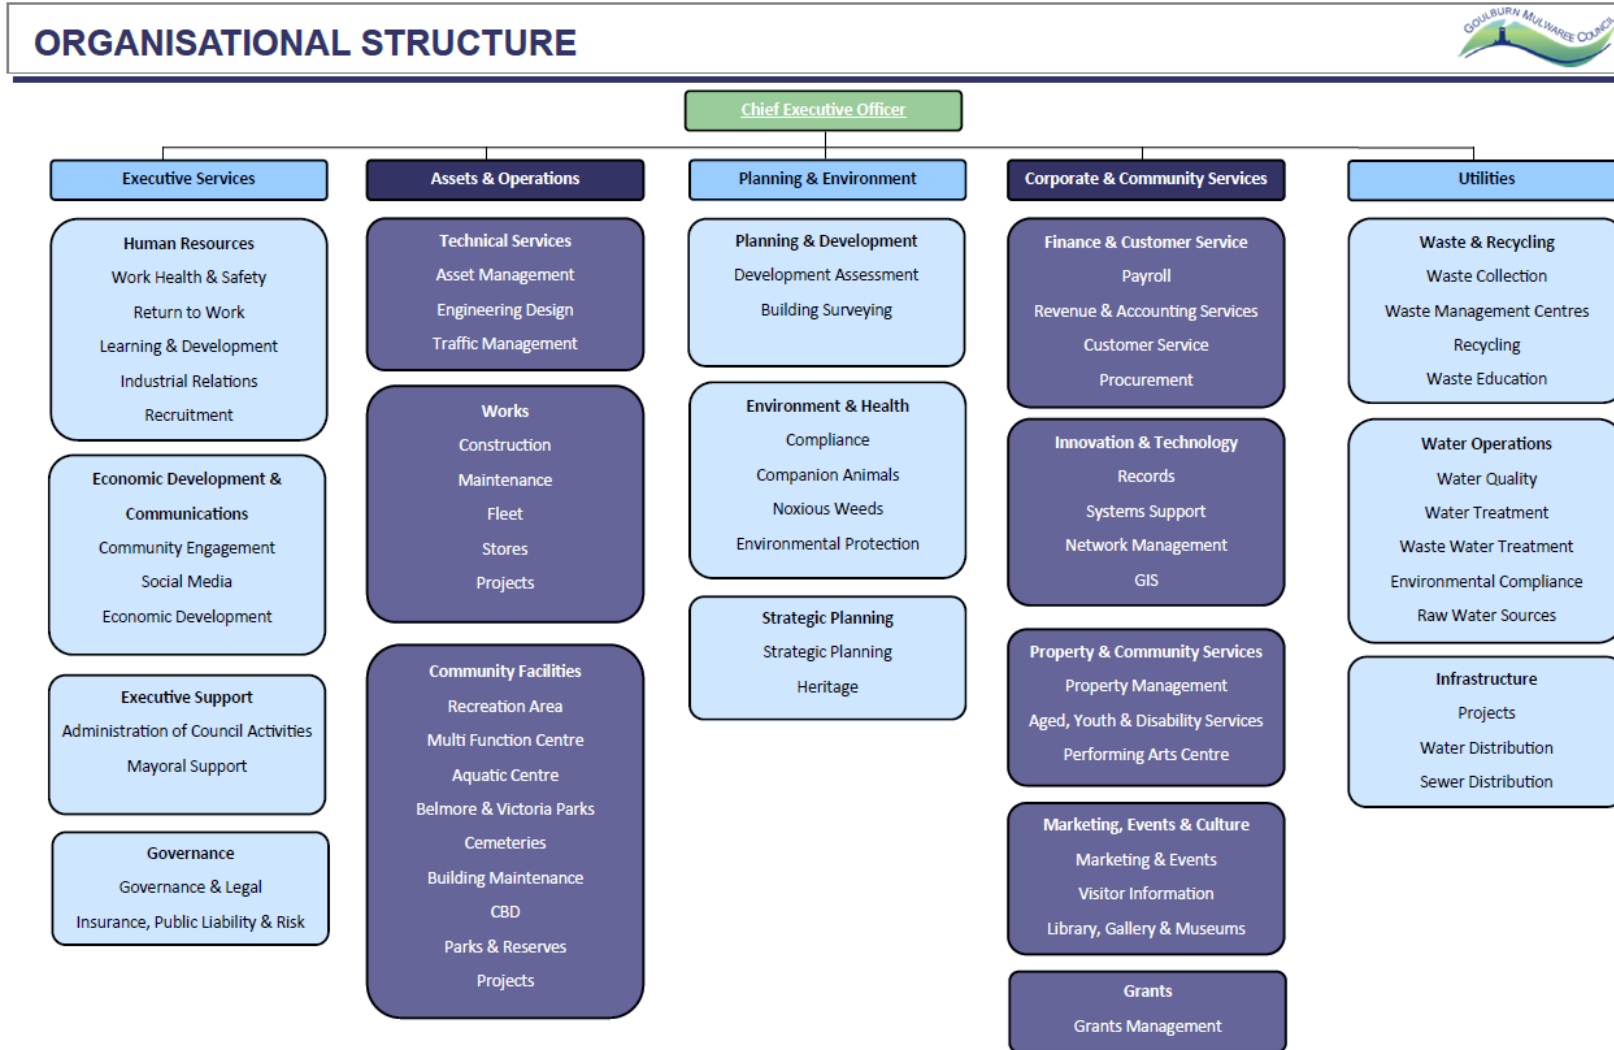 ORGANISATIONAL STRUCTURE
GOULBURN MULWAREE COUNCIL
Chief Executive Officer
Executive Services
Human Resources
Work Health & Safety
Return to Work
Learning & Development
Industrial Relations
Recruitment
Economic Development &
Communications
Community Engagement
Social Media
Economic Development
Executive Support
Administration of Council Activities
Mayoral Support
Governance
Governance & Legal
Insurance, Public Liability & Risk
Assets & Operations
Technical Services
Asset Management
Engineering Design
Traffic Management
Works
Construction
Maintenance
Fleet
Stores
Projects
Community Facilities
Recreation Area
Multi Function Centre
Aquatic Centre
Belmore & Victoria Parks
Cemeteries
Building Maintenance
CBD
Parks & Reserves
Projects
Planning & Environment
Planning & Development
Development Assessment
Building Surveying
Environment & Health
Compliance
Companion Animals
Noxious Weeds
Environmental Protection
Strategic Planning
Strategic Planning
Heritage
Corporate & Community Services
Finance & Customer Service
Payroll
Revenue & Accounting Services
Customer Service
Procurement
Innovation & Technology
Records
Systems Support
Network Management
GIS
Property & Community Services
Property Management
Aged, Youth & Disability Services
Performing Arts Centre
Marketing, Events & Culture
Marketing & Events
Visitor Information
Library, Gallery & Museums
Grants
Grants Management
Utilities
Waste & Recycling
Waste Collection
Waste Management Centres
Recycling
Waste Education
Water Operations
Water Quality
Water Treatment
Waste Water Treatment
Environmental Compliance
Raw Water Sources
Infrastructure
Projects
Water Distribution
Sewer Distribution